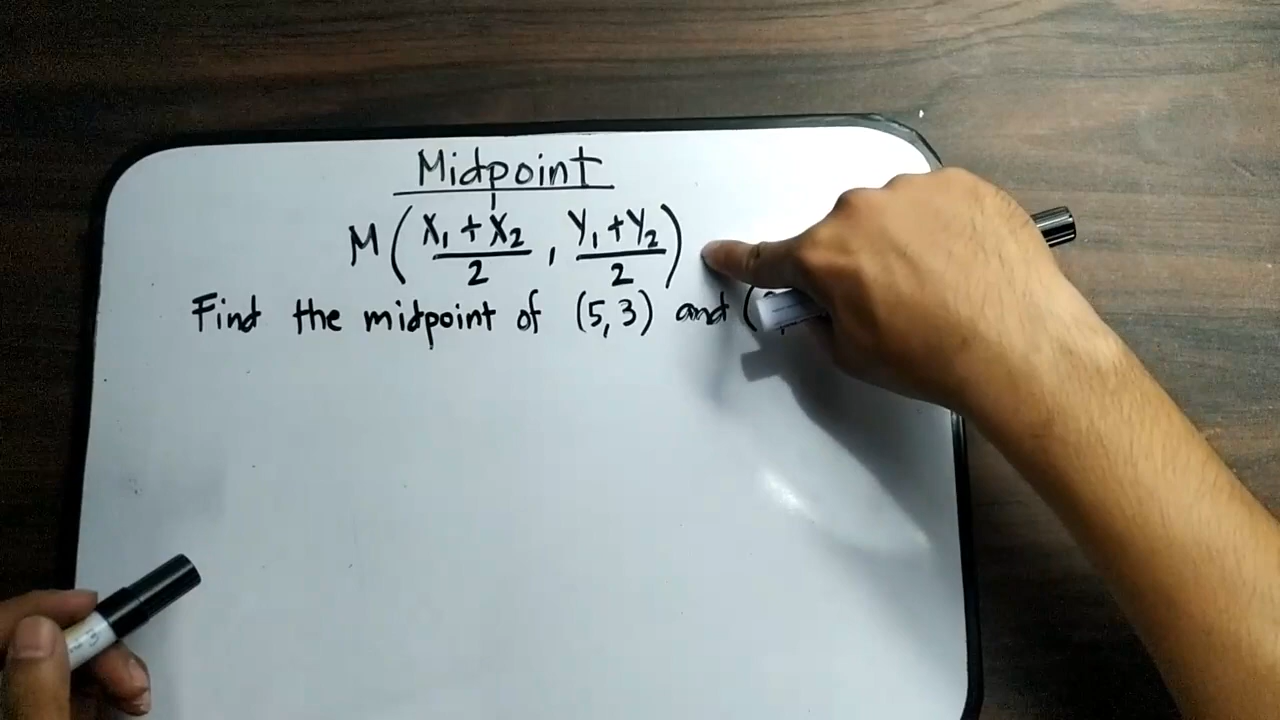 Midpoint
M(X₁ + X₂/2, Y₁ + Y₂/2)
Find the midpoint of (5, 3) and (